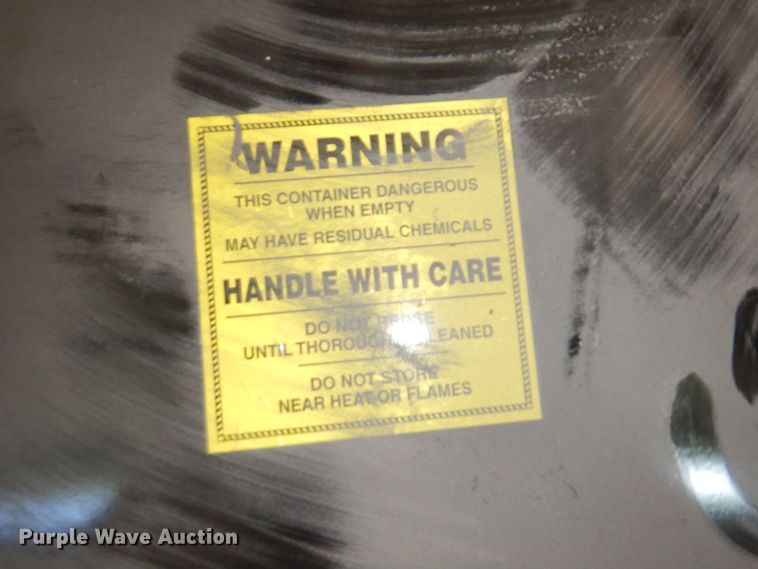 WARNING
THIS CONTAINER DANGEROUS
WHEN EMPTY
MAY HAVE RESIDUAL CHEMICALS
HANDLE WITH CARE
DO NOT
UNTIL
DO NOT STORE
NEAR HEAT OR FLAMES
Purple Wave Auction